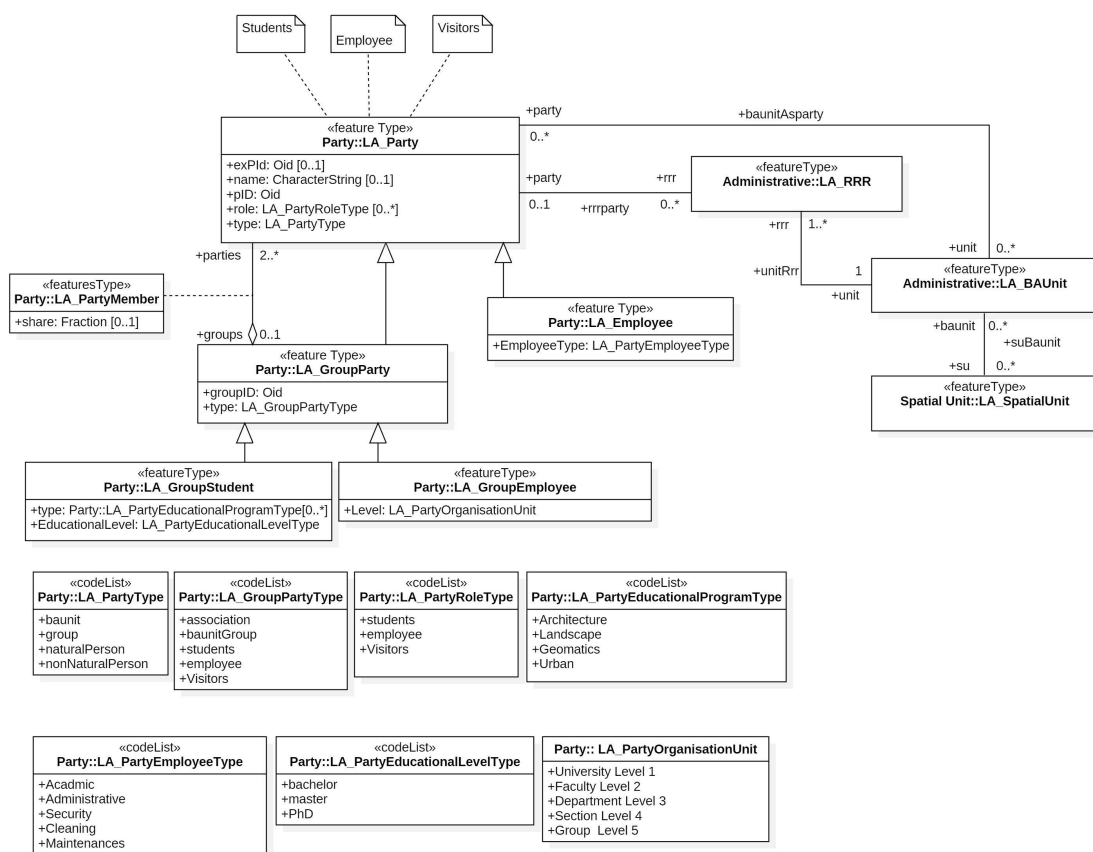 Students
Employee
Visitors
«feature Type»
Party::LA_Party
+exPId: Oid [0..1]
+name: CharacterString [0..1]
+pID: Oid
+role: LA_PartyRoleType [0..*]
+type: LA_PartyType
+party
0..*
+baunitAsparty
+party
0..1
+rrrparty
+rrr
0..*
«featureType»
Administrative::LA_RRR
+rrr
1..*
+unitRrr
1
+unit
+unit
0..*
«featureType»
Administrative::LA_BAUnit
+baunit
0..*
+suBaunit
+su
0..*
«featureType»
Spatial Unit::LA_SpatialUnit
+parties
2..*
«featuresType»
Party::LA_PartyMember
+share: Fraction [0..1]
+groups
0..1
«feature Type»
Party::LA_Employee
+EmployeeType: LA_PartyEmployeeType
«feature Type»
Party::LA_GroupParty
+groupID: Oid
+type: LA_GroupPartyType
«featureType»
Party::LA_GroupStudent
+type: Party::LA_PartyEducationalProgramType[0..*]
+EducationalLevel: LA_PartyEducationalLevelType
«featureType»
Party::LA_GroupEmployee
+Level: LA_PartyOrganisationUnit
«codeList»
Party::LA_PartyType
+baunit
+group
+naturalPerson
+nonNaturalPerson
«codeList»
Party::LA_GroupPartyType
+association
+baunitGroup
+students
+employee
+Visitors
«codeList»
Party::LA_PartyRoleType
+students
+employee
+Visitors
«codeList»
Party::LA_PartyEducationalProgramType
+Architecture
+Landscape
+Geomatics
+Urban
«codeList»
Party::LA_PartyEmployeeType
+Acadmic
+Administrative
+Security
+Cleaning
+Maintenances
«codeList»
Party::LA_PartyEducationalLevelType
+bachelor
+master
+PhD
Party:: LA_PartyOrganisationUnit
+University Level 1
+Faculty Level 2
+Department Level 3
+Section Level 4
+Group  Level 5